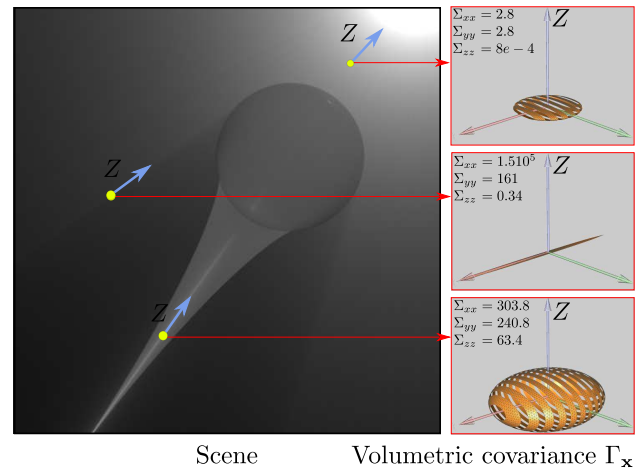 Z
Σxx = 2.8
Σyy = 2.8
Σzz = 8e − 4
Z
Z
Σxx = 1.510^5
Σyy = 161
Σzz = 0.34
Z
Z
Σxx = 303.8
Σyy = 240.8
Σzz = 63.4
Z
Scene
Volumetric covariance Γx